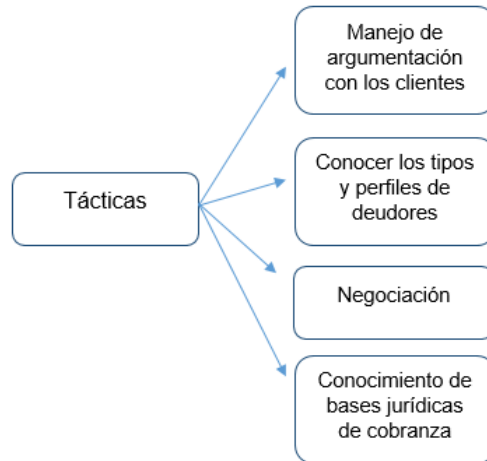 Manejo de
argumentación
con los clientes
Tácticas
Conocer los tipos
y perfiles de
deudores
Negociación
Conocimiento de
bases jurídicas
de cobranza